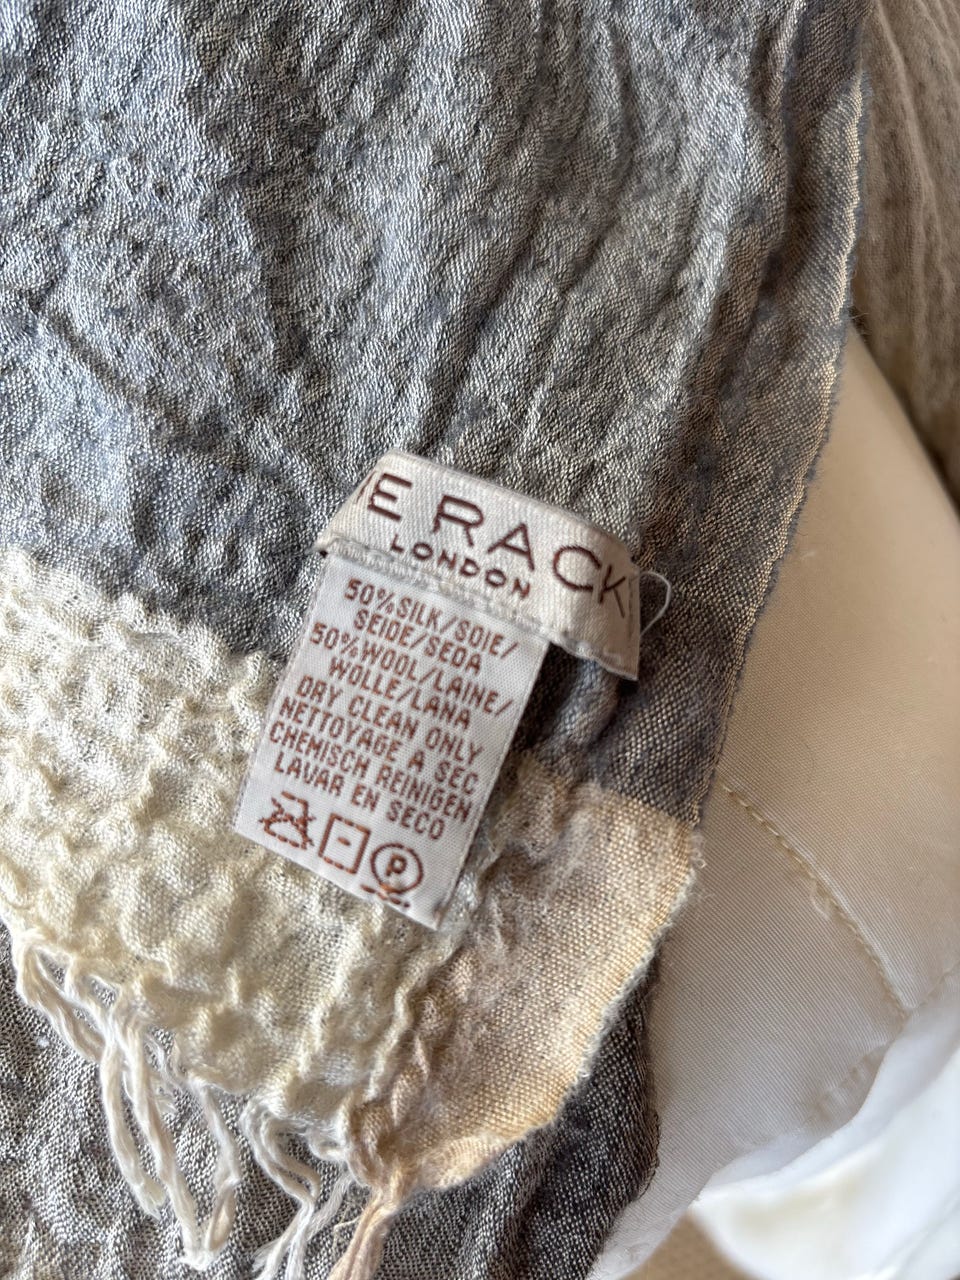 E RACK
LONDON
50%SILK/SOIE/
SEIDE/SEDA
50%WOOL/LAINE/
WOLLE/LANA
DRY CLEAN ONLY
NETTOYAGE A SEC
CHEMISCH REINIGEN
LAVAR EN SECO
P